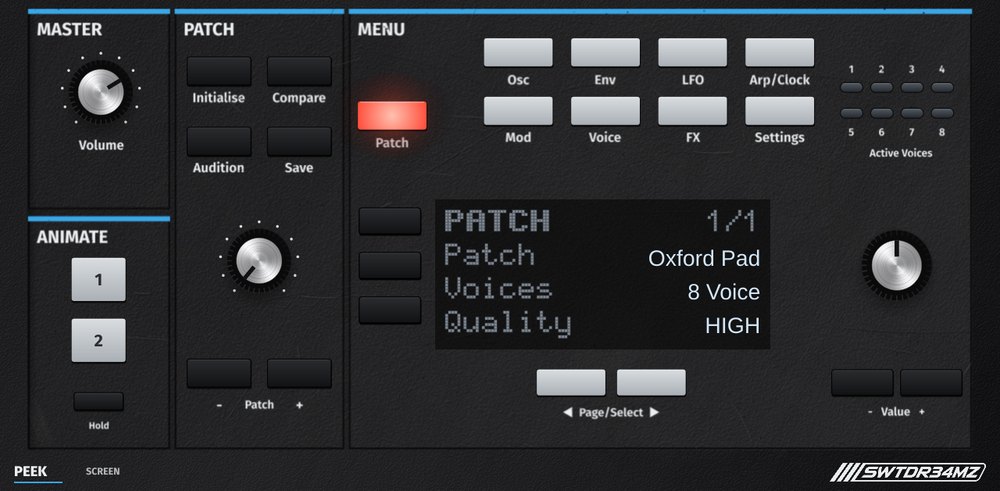 MASTER
Volume
ANIMATE
1
2
Hold
PATCH
Initialise Compare
Audition Save
- Patch +
MENU
Patch
Osc Env LFO Arp/Clock
Mod Voice FX Settings
1 2 3 4
5 6 7 8
Active Voices
PATCH 1/1
Patch Oxford Pad
Voices 8 Voice
Quality HIGH
◀ Page/Select ▶
- Value +
PEEK SCREEN
SWTDR34MZ